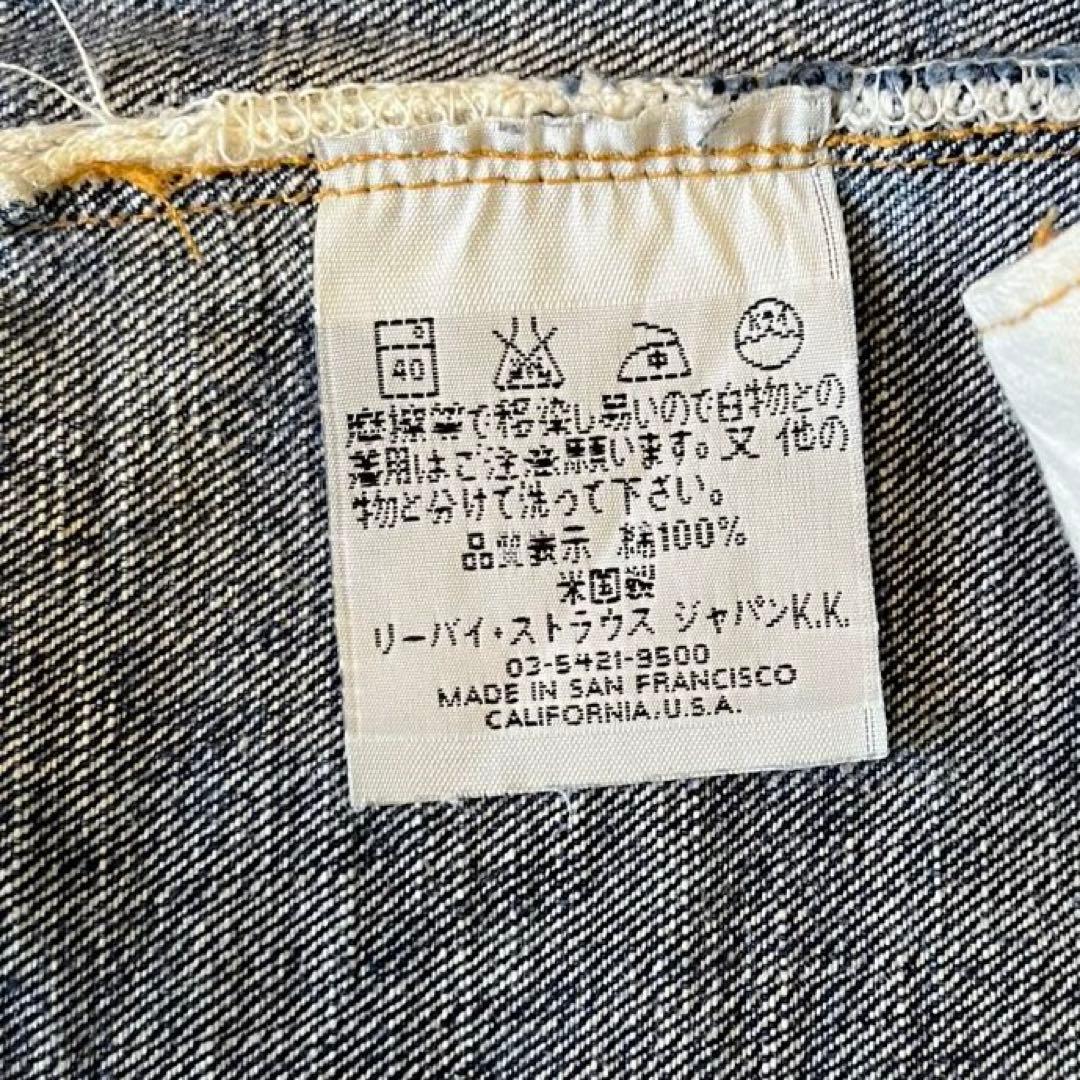 40
中
摩擦等で移染し易いので白物との
着用はご注意願います。又 他の
物と分けて洗って下さい。
品質表示 綿100%
米国製
リーバイ・ストラウス ジャパンK.K.
03-5421-9500
MADE IN SAN FRANCISCO
CALIFORNIA,U.S.A.